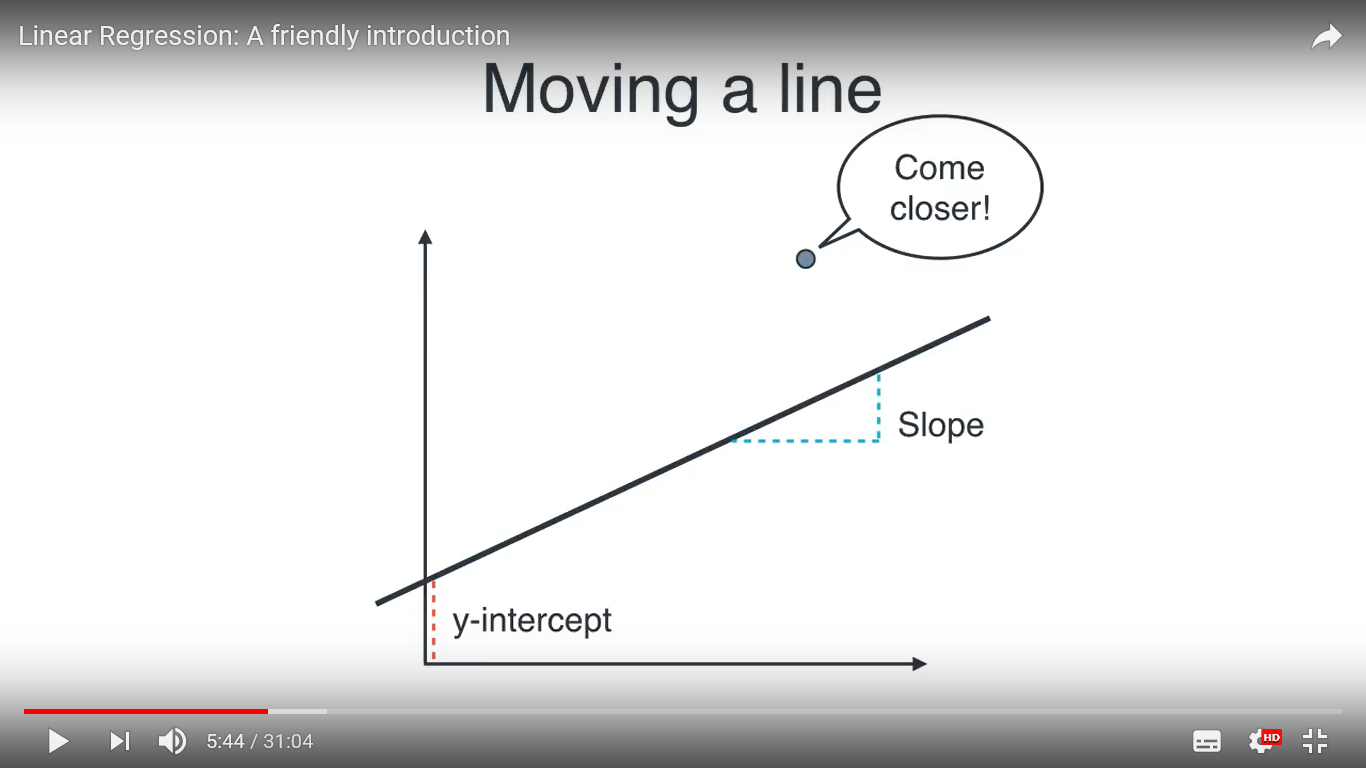 Linear Regression: A friendly introduction
Moving a line
Come
closer!
Slope
y-intercept
5:44 / 31:04
HD